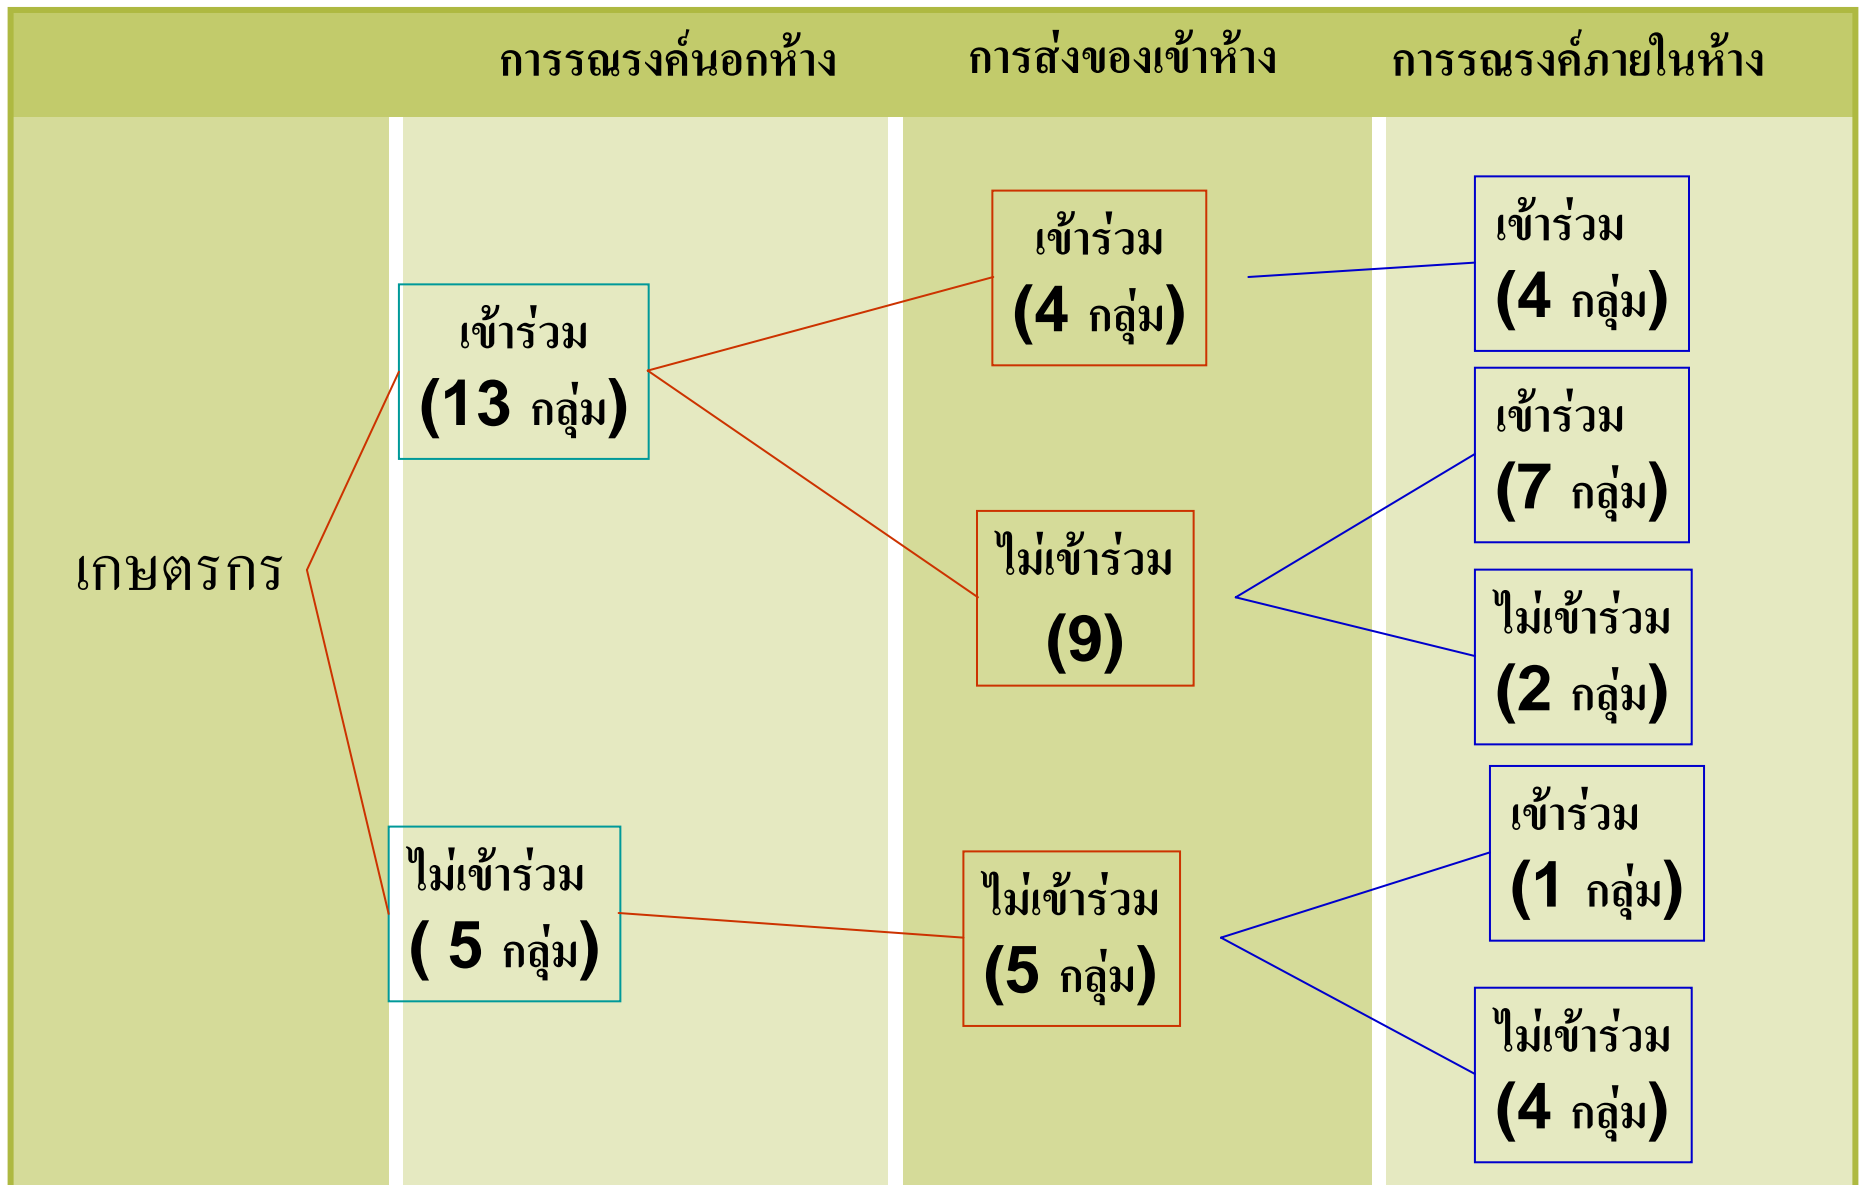 การรณรงค์นอกห้าง
การส่งของเข้าห้าง
การรณรงค์ภายในห้าง
เกษตรกร
เข้าร่วม
(13 กลุ่ม)
ไม่เข้าร่วม
( 5 กลุ่ม)
เข้าร่วม
(4 กลุ่ม)
ไม่เข้าร่วม
(9)
ไม่เข้าร่วม
(5 กลุ่ม)
เข้าร่วม
(4 กลุ่ม)
เข้าร่วม
(7 กลุ่ม)
ไม่เข้าร่วม
(2 กลุ่ม)
เข้าร่วม
(1 กลุ่ม)
ไม่เข้าร่วม
(4 กลุ่ม)